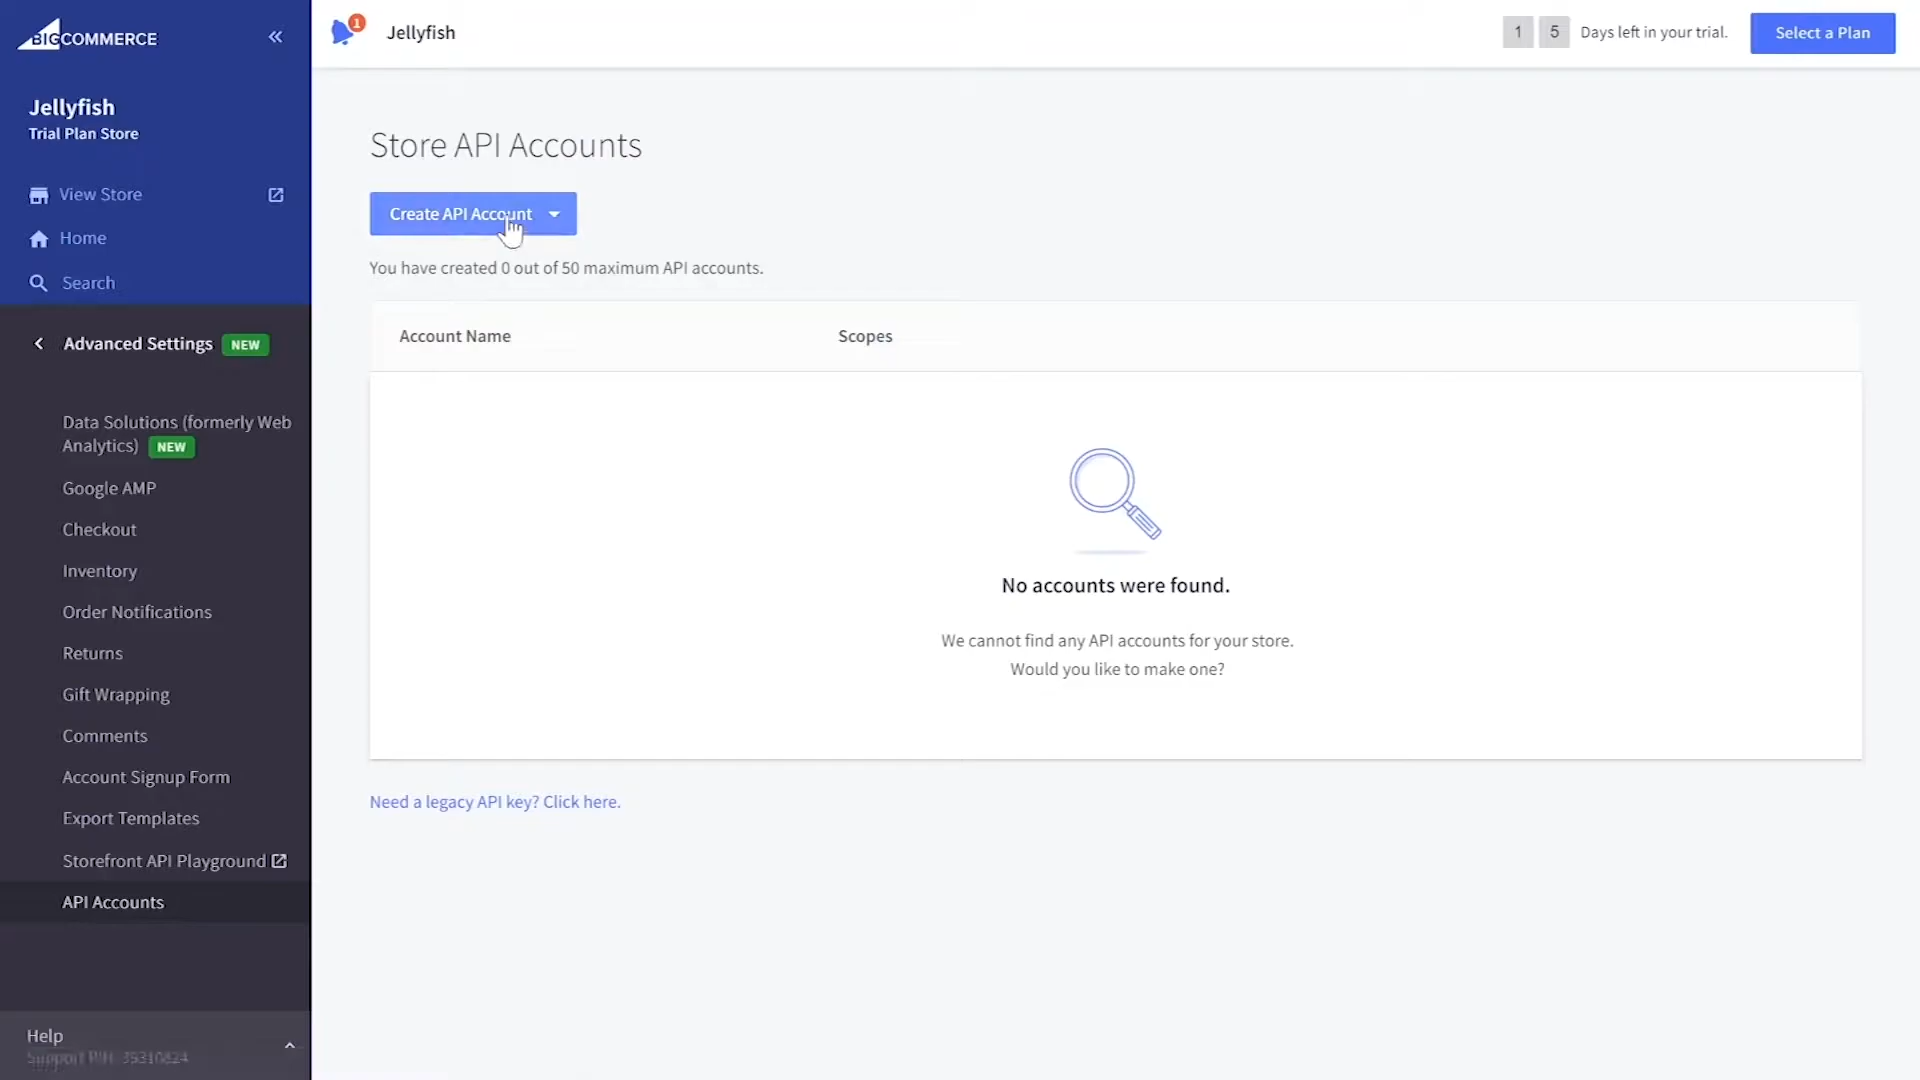 BIGCOMMERCE
Jellyfish
Trial Plan Store
View Store
Home
Search
Advanced Settings NEW
Data Solutions (formerly Web
Analytics) NEW
Google AMP
Checkout
Inventory
Order Notifications
Returns
Gift Wrapping
Comments
Account Signup Form
Export Templates
Storefront API Playground
API Accounts
Help
Support PIN: 39310824
1
Jellyfish
1 5 Days left in your trial.
Select a Plan
Store API Accounts
Create API Account
You have created 0 out of 50 maximum API accounts.
Account Name Scopes
No accounts were found.
We cannot find any API accounts for your store.
Would you like to make one?
Need a legacy API key? Click here.